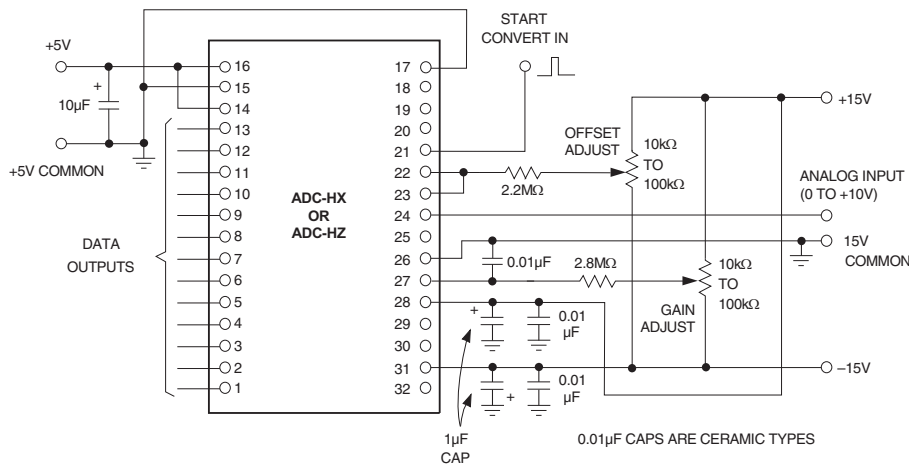 START
CONVERT IN
+5V
+
10µF
+5V COMMON
DATA
OUTPUTS
16
15
14
13
12
11
10
9
8
7
6
5
4
3
2
1
ADC-HX
OR
ADC-HZ
17
18
19
20
21
22
23
24
25
26
27
28
29
30
31
32
2.2MΩ
OFFSET
ADJUST
10kΩ
TO
100kΩ
+15V
ANALOG INPUT
(0 TO +10V)
15V
COMMON
0.01µF
2.8MΩ
10kΩ
TO
100kΩ
GAIN
ADJUST
+
0.01
µF
–15V
0.01
µF
+
1µF
CAP
0.01µF CAPS ARE CERAMIC TYPES